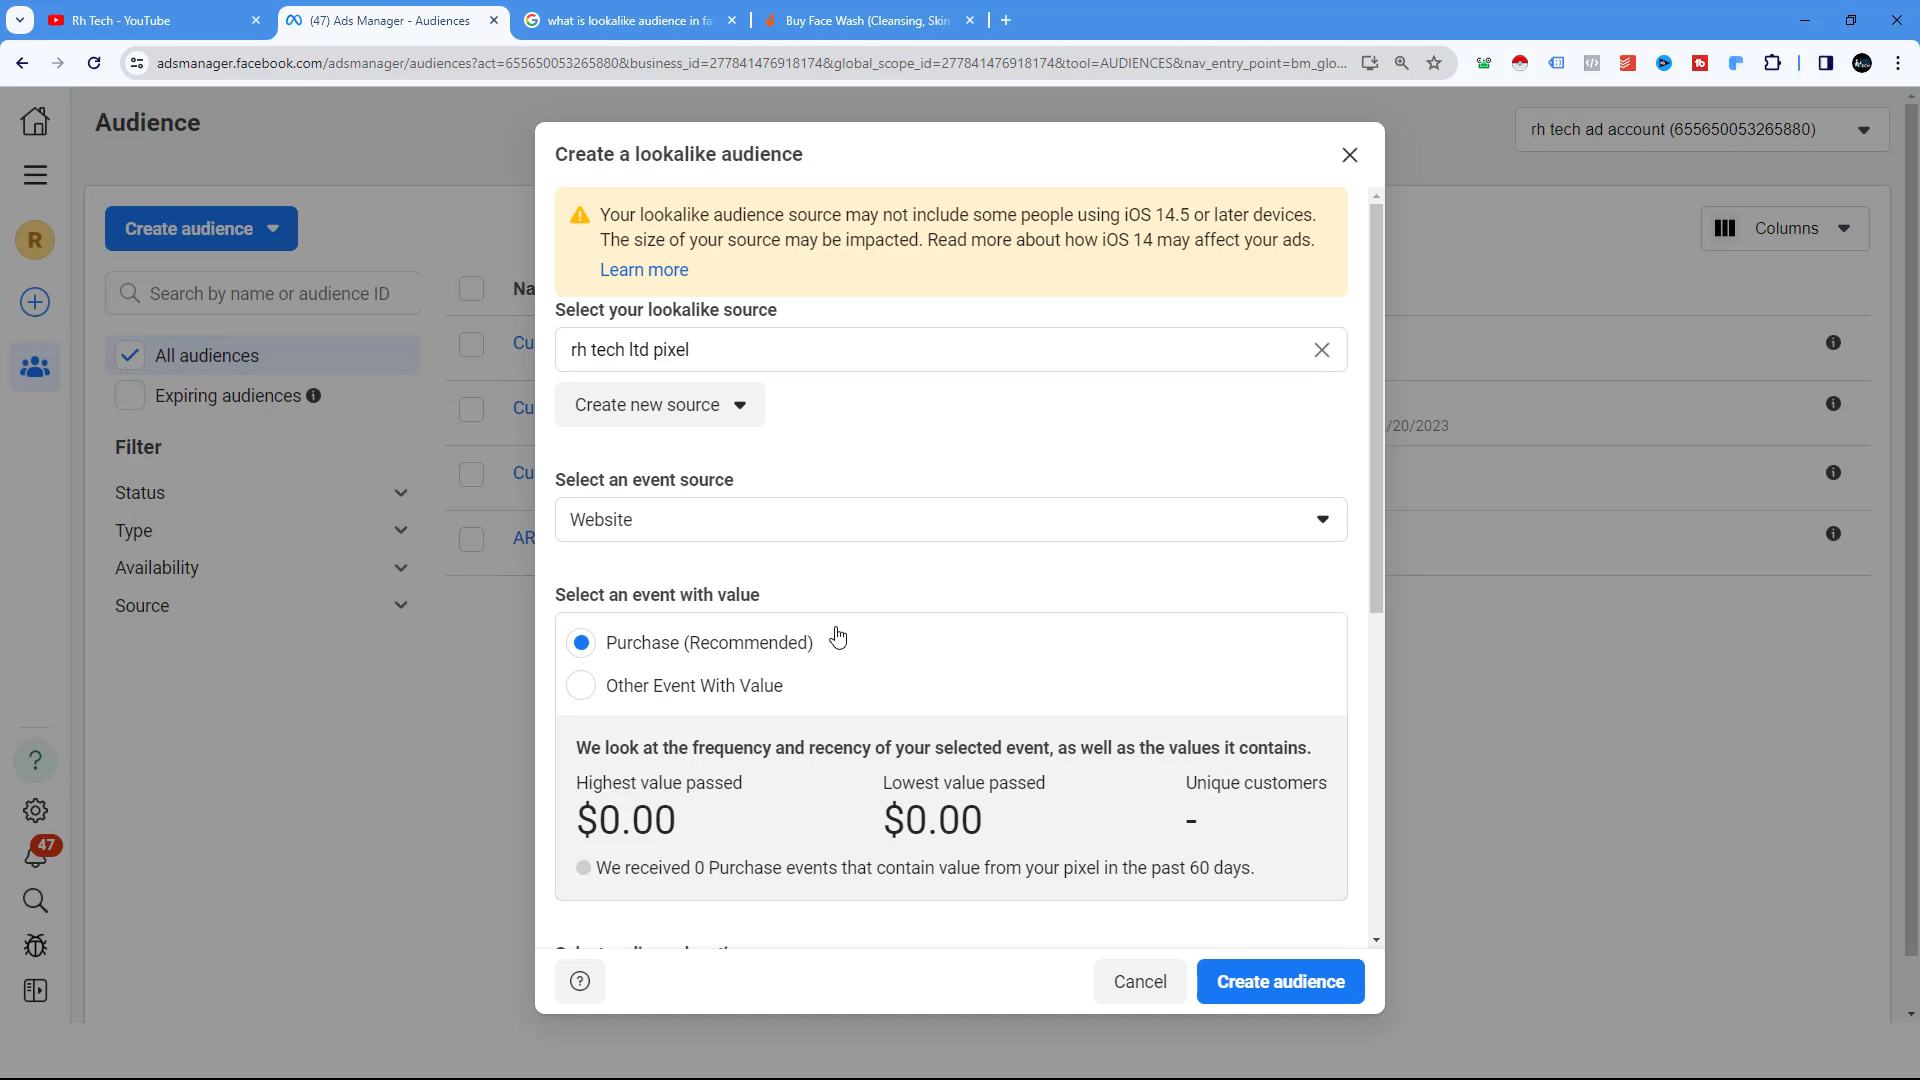 Rh Tech - YouTube
(47) Ads Manager - Audiences
what is lookalike audience in fa
Buy Face Wash (Cleansing, Skin
adsmanager.facebook.com/adsmanager/audiences?act=655650053265880&business_id=277841476918174&global_scope_id=277841476918174&tool=AUDIENCES&nav_entry_point=bm_glo...
Audience
rh tech ad account (655650053265880)
Create audience
Columns
Search by name or audience ID
Na
All audiences
Cu
Expiring audiences
Cu
/20/2023
Filter
Cu
Status
Type
AR
Availability
Source
R
?
47
Create a lookalike audience
Your lookalike audience source may not include some people using iOS 14.5 or later devices.
The size of your source may be impacted. Read more about how iOS 14 may affect your ads.
Learn more
Select your lookalike source
rh tech ltd pixel
Create new source
Select an event source
Website
Select an event with value
Purchase (Recommended)
Other Event With Value
We look at the frequency and recency of your selected event, as well as the values it contains.
Highest value passed
Lowest value passed
Unique customers
$0.00
$0.00
-
We received 0 Purchase events that contain value from your pixel in the past 60 days.
Cancel
Create audience